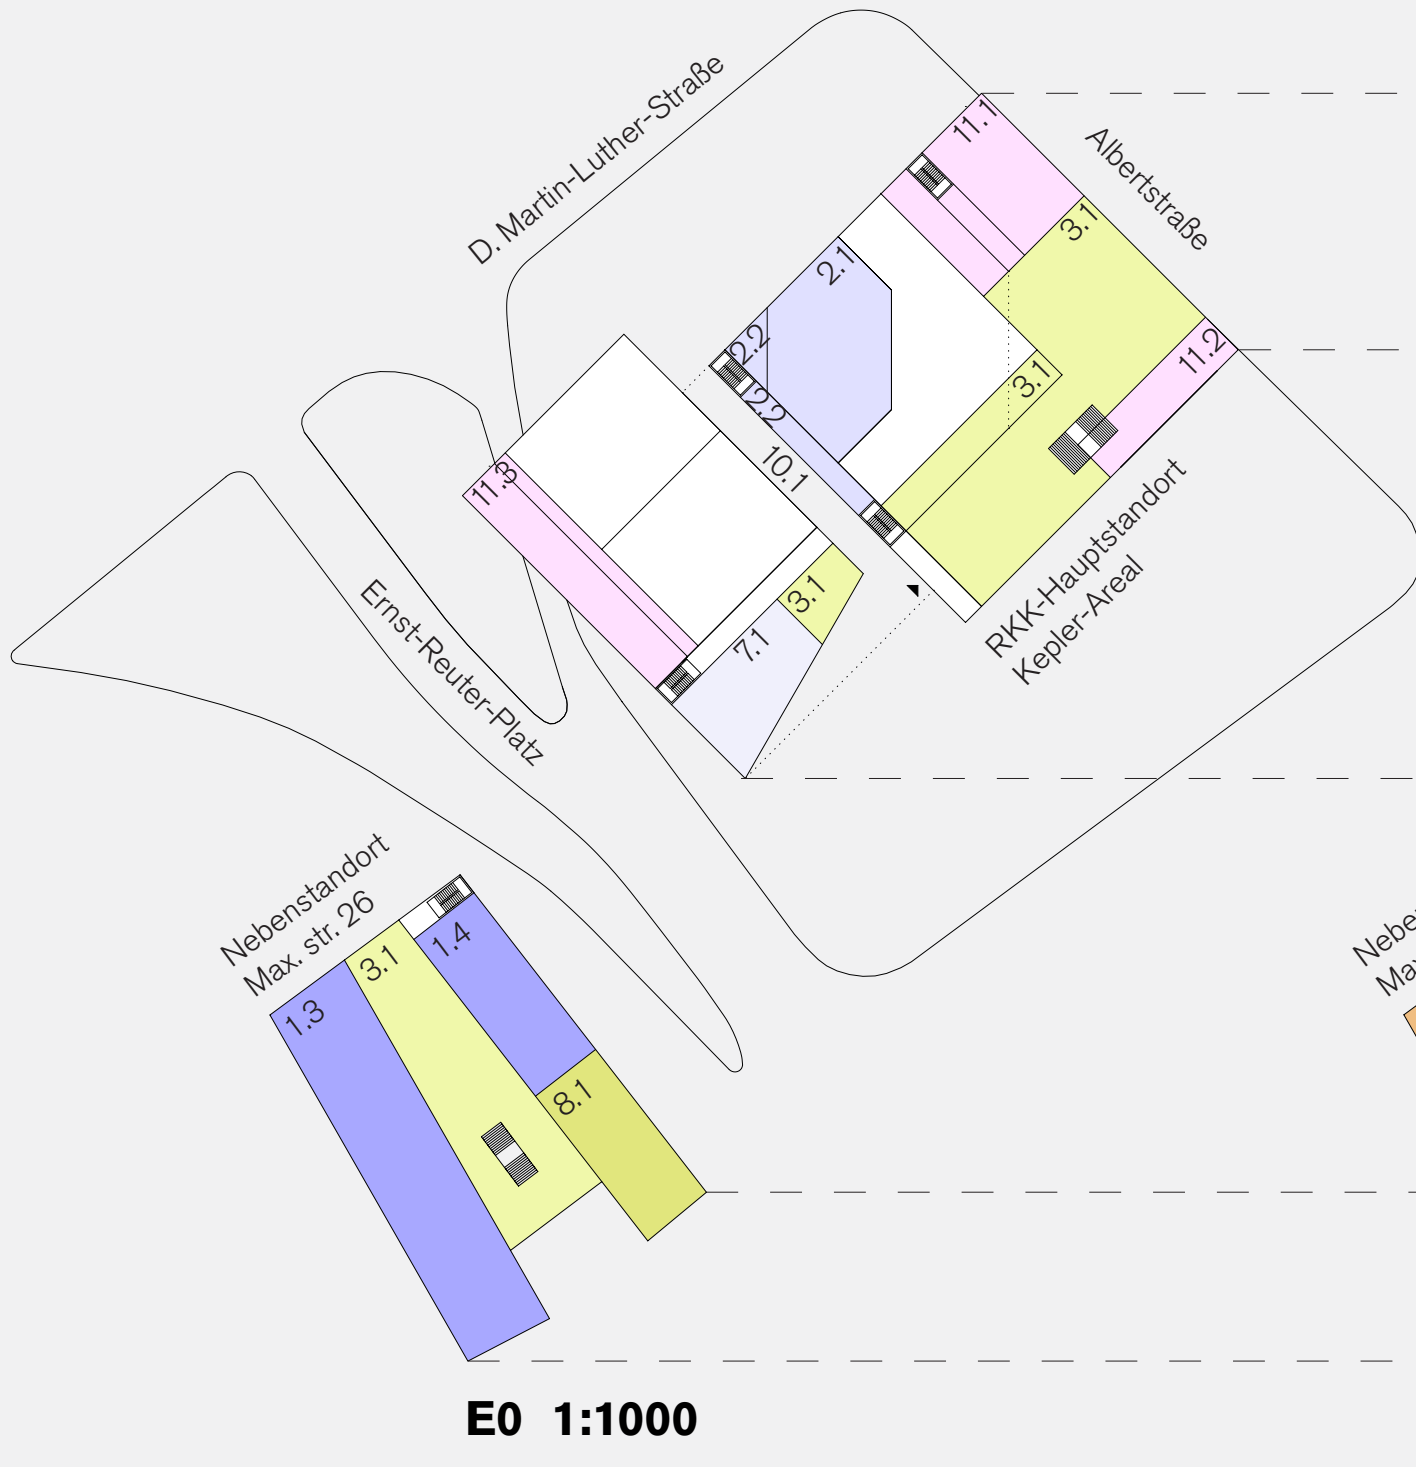 D. Martin-Luther-Straße
Albertstraße
11.1
3.1
2.1
2.2
2.2
11.2
3.1
10.1
11.3
3.1
7.1
RKK-Hauptstandort
Kepler-Areal
Ernst-Reuter-Platz
Nebenstandort
Max. str. 26
1.3
3.1
1.4
8.1
E0 1:1000